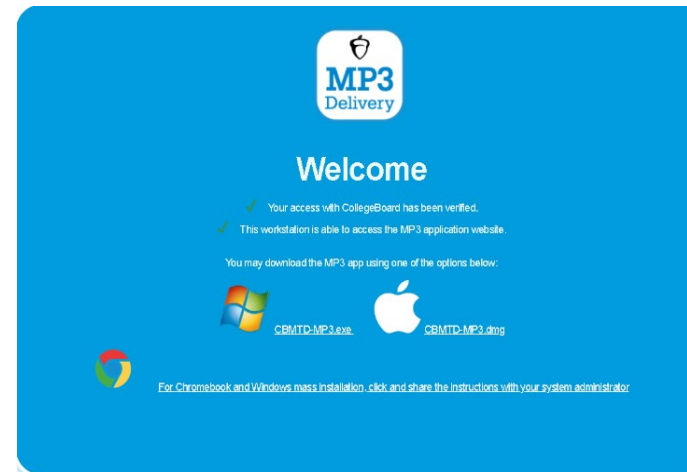 MP3
Delivery
Welcome
Your access with CollegeBoard has been verified.
This workstation is able to access the MP3 application website.
You may download the MP3 app using one of the options below:
CBMTD-MP3.exe
CBMTD-MP3.dmg
For Chromebook and Windows mass installation, click and share the instructions with your system administrator